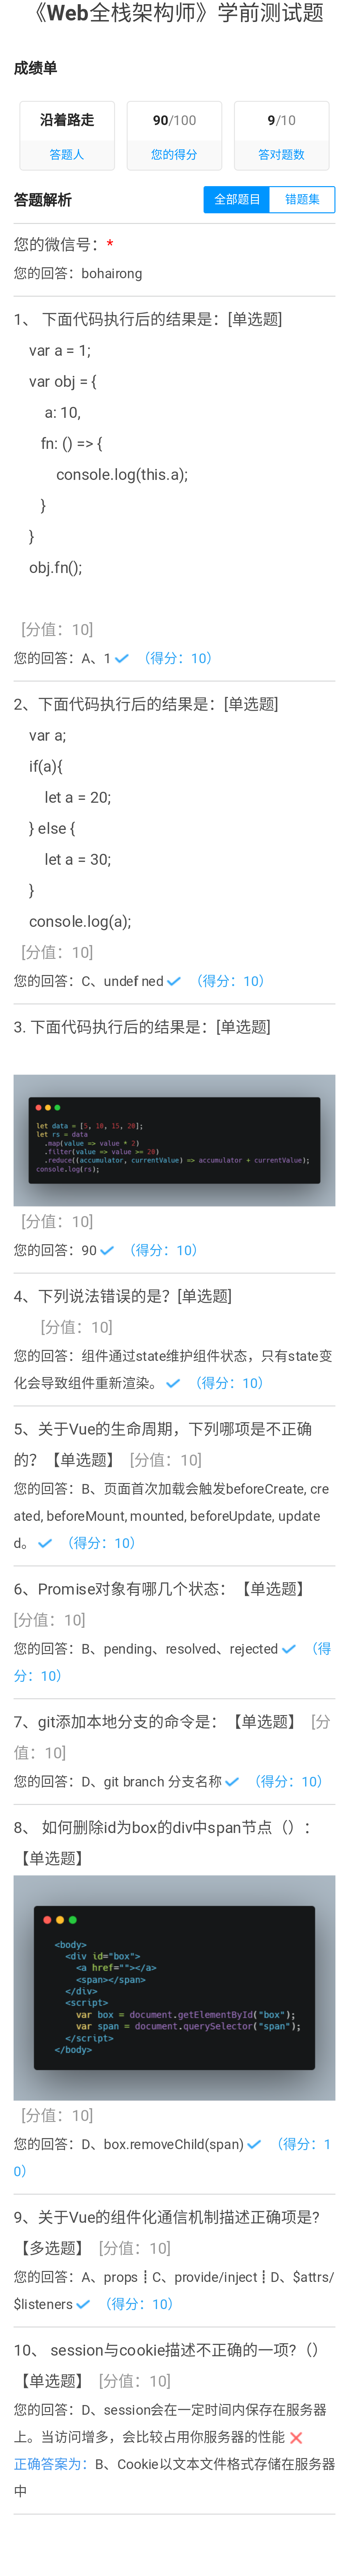 《Web全栈架构师》学前测试题
成绩单
沿着路走
90/100
9/10
答题人
您的得分
答对题数
答题解析
全部题目
错题集
您的微信号：*
您的回答：bohairong
1、 下面代码执行后的结果是：[单选题]
var a = 1;
var obj = {
a: 10,
fn: () => {
console.log(this.a);
}
}
obj.fn();
[分值：10]
您的回答：A、1 （得分：10）
2、下面代码执行后的结果是：[单选题]
var a;
if(a){
let a = 20;
} else {
let a = 30;
}
console.log(a);
[分值：10]
您的回答：C、undef ned （得分：10）
3. 下面代码执行后的结果是：[单选题]
let data = [5, 10, 15, 20];
let rs = data
.map(value => value * 2)
.filter(value => value >= 20)
.reduce((accumulator, currentValue) => accumulator + currentValue);
console.log(rs);
[分值：10]
您的回答：90 （得分：10）
4、下列说法错误的是？[单选题]
[分值：10]
您的回答：组件通过state维护组件状态，只有state变
化会导致组件重新渲染。 （得分：10）
5、关于Vue的生命周期，下列哪项是不正确
的？【单选题】 [分值：10]
您的回答：B、页面首次加载会触发beforeCreate, cre
ated, beforeMount, mounted, beforeUpdate, update
d。 （得分：10）
6、Promise对象有哪几个状态：【单选题】
[分值：10]
您的回答：B、pending、resolved、rejected （得
分：10）
7、git添加本地分支的命令是：【单选题】 [分
值：10]
您的回答：D、git branch 分支名称 （得分：10）
8、 如何删除id为box的div中span节点（）：
【单选题】
<body>
<div id="box">
<a href=""></a>
<span></span>
</div>
<script>
var box = document.getElementById("box");
var span = document.querySelector("span");
</script>
</body>
[分值：10]
您的回答：D、box.removeChild(span) （得分：1
0）
9、关于Vue的组件化通信机制描述正确项是?
【多选题】 [分值：10]
您的回答：A、props┋C、provide/inject┋D、$attrs/
$listeners （得分：10）
10、 session与cookie描述不正确的一项?（）
【单选题】 [分值：10]
您的回答：D、session会在一定时间内保存在服务器
上。当访问增多，会比较占用你服务器的性能
正确答案为：B、Cookie以文本文件格式存储在服务器
中